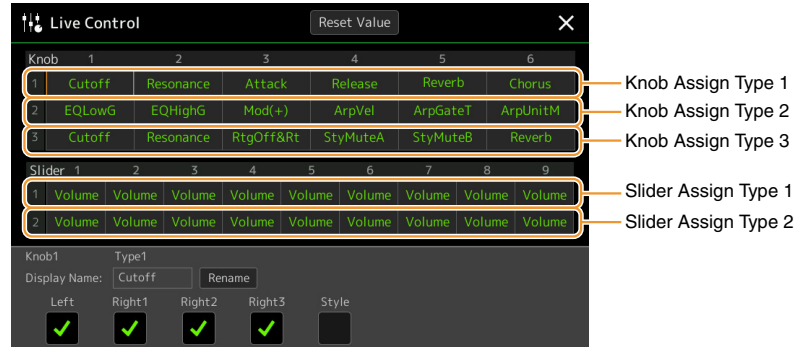 Live Control Reset Value
Knob 1 2 3 4 5 6
1 Cutoff Resonance Attack Release Reverb Chorus Knob Assign Type 1
2 EQLowG EQHighG Mod(+) ArpVel ArpGateT ArpUnitM Knob Assign Type 2
3 Cutoff Resonance RtgOff&Rt StyMuteA StyMuteB Reverb Knob Assign Type 3
Slider 1 2 3 4 5 6 7 8 9
1 Volume Volume Volume Volume Volume Volume Volume Volume Volume Slider Assign Type 1
2 Volume Volume Volume Volume Volume Volume Volume Volume Volume Slider Assign Type 2
Knob1 Type1
Display Name: Cutoff Rename
Left Right1 Right2 Right3 Style